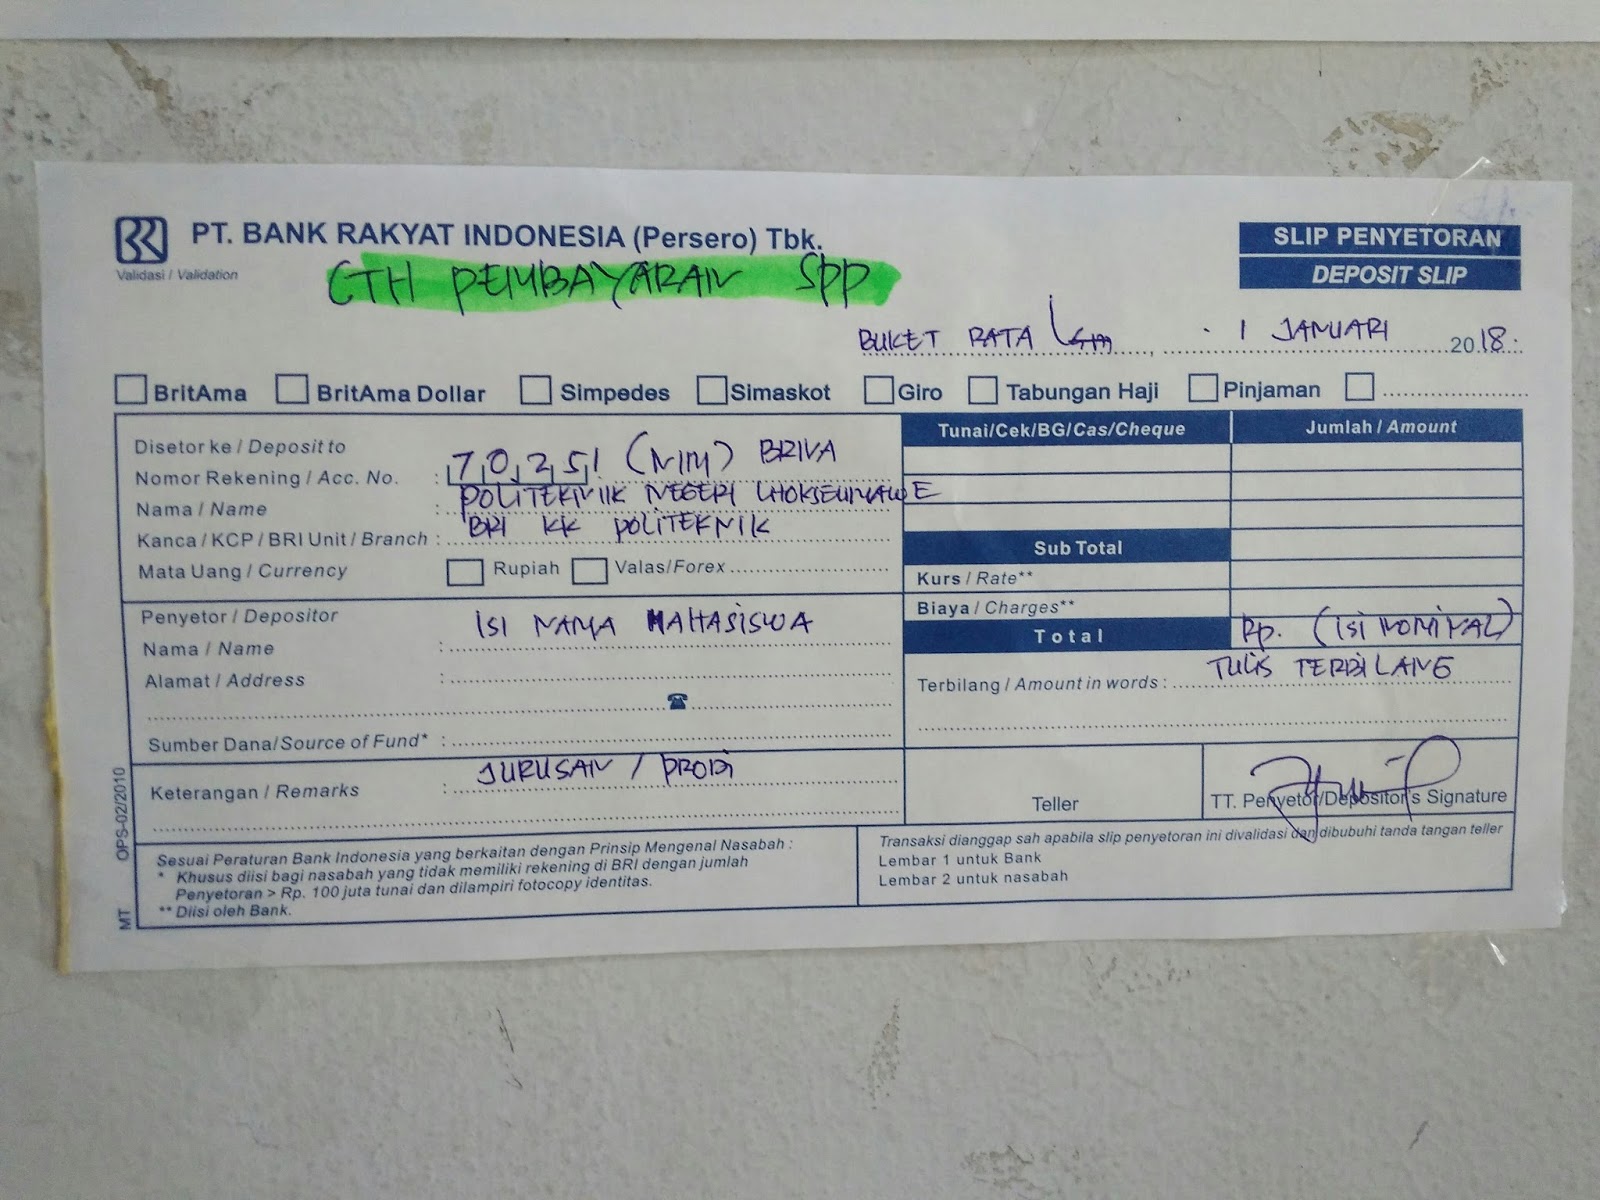 PT. BANK RAKYAT INDONESIA (Persero) Tbk.
Validasi / Validation
CTH PEMBAYARAN SPP
SLIP PENYETORAN
DEPOSIT SLIP
BUKET RATA Lsm, 1 JANUARI 2018
BritAma BritAma Dollar Simpedes Simaskot Giro Tabungan Haji Pinjaman
Disetor ke / Deposit to
Nomor Rekening / Acc. No. : 7 0 2 5 1 (NIM) BRIVA
Nama / Name : POLITEKNIK NEGERI LHOKSEUMAWE
Kanca / KCP / BRI Unit / Branch : BRI KK POLITEKNIK
Mata Uang / Currency Rupiah Valas/Forex
Tunai/Cek/BG/Cas/Cheque Jumlah / Amount
Sub Total
Kurs / Rate**
Biaya / Charges**
Total Rp. (ISI NOMINAL)
Penyetor / Depositor
Nama / Name : ISI NAMA MAHASISWA
Alamat / Address :
Sumber Dana/Source of Fund* :
Terbilang / Amount in words : TULIS TERBILANG
Keterangan / Remarks : JURUSAN / PRODI
Teller
TT. Penyetor/Depositor's Signature
Sesuai Peraturan Bank Indonesia yang berkaitan dengan Prinsip Mengenal Nasabah :
* Khusus diisi bagi nasabah yang tidak memiliki rekening di BRI dengan jumlah
Penyetoran > Rp. 100 juta tunai dan dilampiri fotocopy identitas.
** Diisi oleh Bank.
Transaksi dianggap sah apabila slip penyetoran ini divalidasi dan dibubuhi tanda tangan teller
Lembar 1 untuk Bank
Lembar 2 untuk nasabah
MT OPS-02/2010